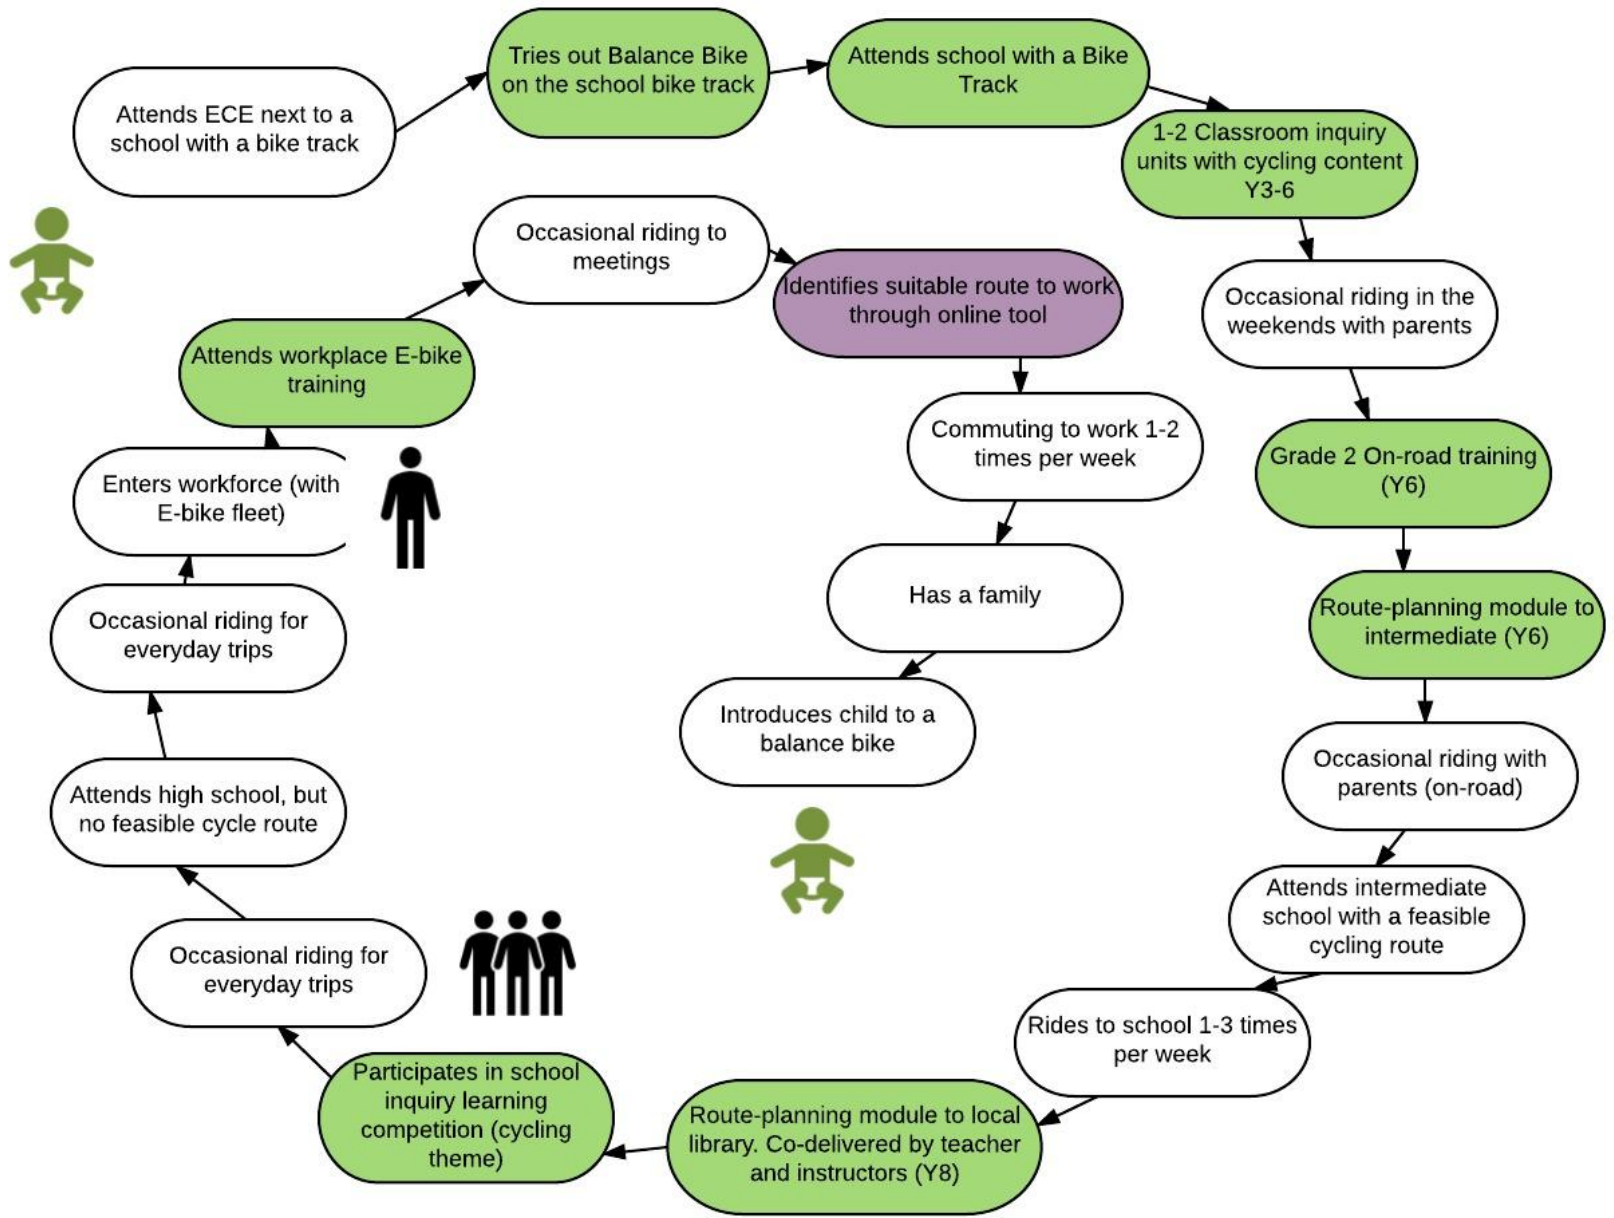 Attends ECE next to a
school with a bike track
Tries out Balance Bike
on the school bike track
Attends school with a Bike
Track
1-2 Classroom inquiry
units with cycling content
Y3-6
Occasional riding in the
weekends with parents
Grade 2 On-road training
(Y6)
Route-planning module to
intermediate (Y6)
Occasional riding with
parents (on-road)
Attends intermediate
school with a feasible
cycling route
Rides to school 1-3 times
per week
Route-planning module to local
library. Co-delivered by teacher
and instructors (Y8)
Participates in school
inquiry learning
competition (cycling
theme)
Occasional riding for
everyday trips
Attends high school, but
no feasible cycle route
Occasional riding for
everyday trips
Enters workforce (with
E-bike fleet)
Attends workplace E-bike
training
Occasional riding to
meetings
Identifies suitable route to work
through online tool
Commuting to work 1-2
times per week
Has a family
Introduces child to a
balance bike